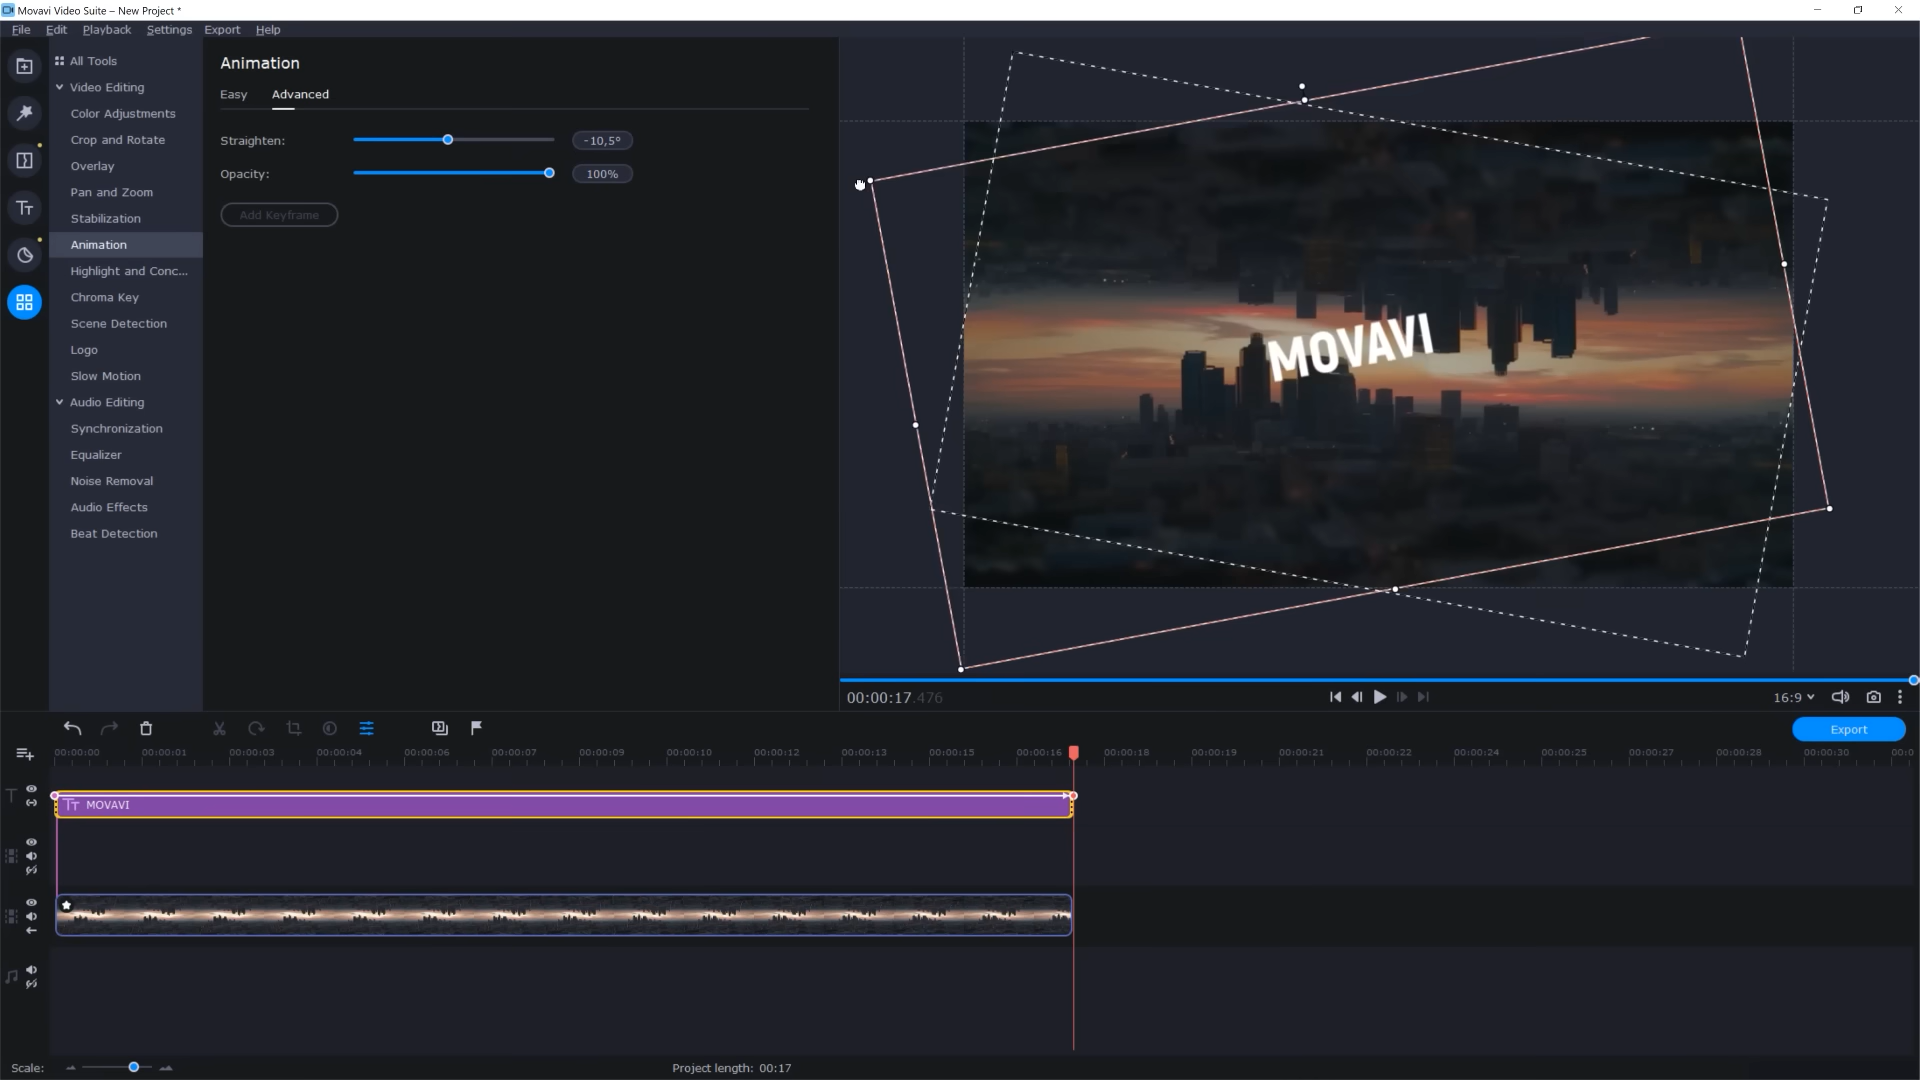 Movavi Video Suite – New Project *
File Edit Playback Settings Export Help
All Tools
Video Editing
Color Adjustments
Crop and Rotate
Overlay
Pan and Zoom
Stabilization
Animation
Highlight and Conc...
Chroma Key
Scene Detection
Logo
Slow Motion
Audio Editing
Synchronization
Equalizer
Noise Removal
Audio Effects
Beat Detection
Animation
Easy Advanced
Straighten: -10,5°
Opacity: 100%
Add Keyframe
MOVAVI
00:00:17.476
16:9
Export
00:00:00 00:00:01 00:00:03 00:00:04 00:00:06 00:00:07 00:00:09 00:00:10 00:00:12 00:00:13 00:00:15 00:00:16 00:00:18 00:00:19 00:00:21 00:00:22 00:00:24 00:00:25 00:00:27 00:00:28 00:00:30 00:0
Tт MOVAVI
Scale:
Project length: 00:17